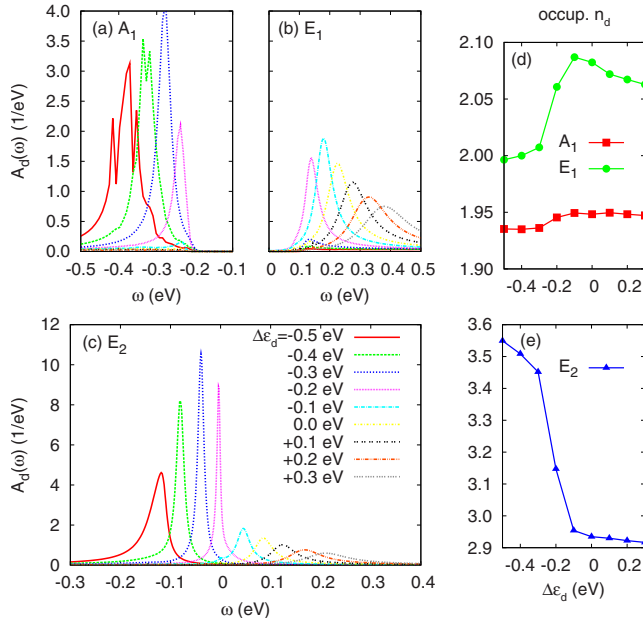 occup. n_d
(a) A₁
(b) E₁
(d)
A_d(ω) (1/eV)
4.0
3.5
3.0
2.5
2.0
1.5
1.0
0.5
0.0
-0.5 -0.4 -0.3 -0.2 -0.1
ω (eV)
0 0.1 0.2 0.3 0.4 0.5
ω (eV)
2.10
2.05
2.00
1.95
1.90
A₁
E₁
-0.4 -0.2 0 0.2
(c) E₂
A_d(ω) (1/eV)
12
10
8
6
4
2
0
-0.3 -0.2 -0.1 0 0.1 0.2 0.3 0.4
ω (eV)
Δε_d=-0.5 eV
-0.4 eV
-0.3 eV
-0.2 eV
-0.1 eV
0.0 eV
+0.1 eV
+0.2 eV
+0.3 eV
(e)
E₂
3.6
3.5
3.4
3.3
3.2
3.1
3.0
2.9
-0.4 -0.2 0 0.2
Δε_d (eV)